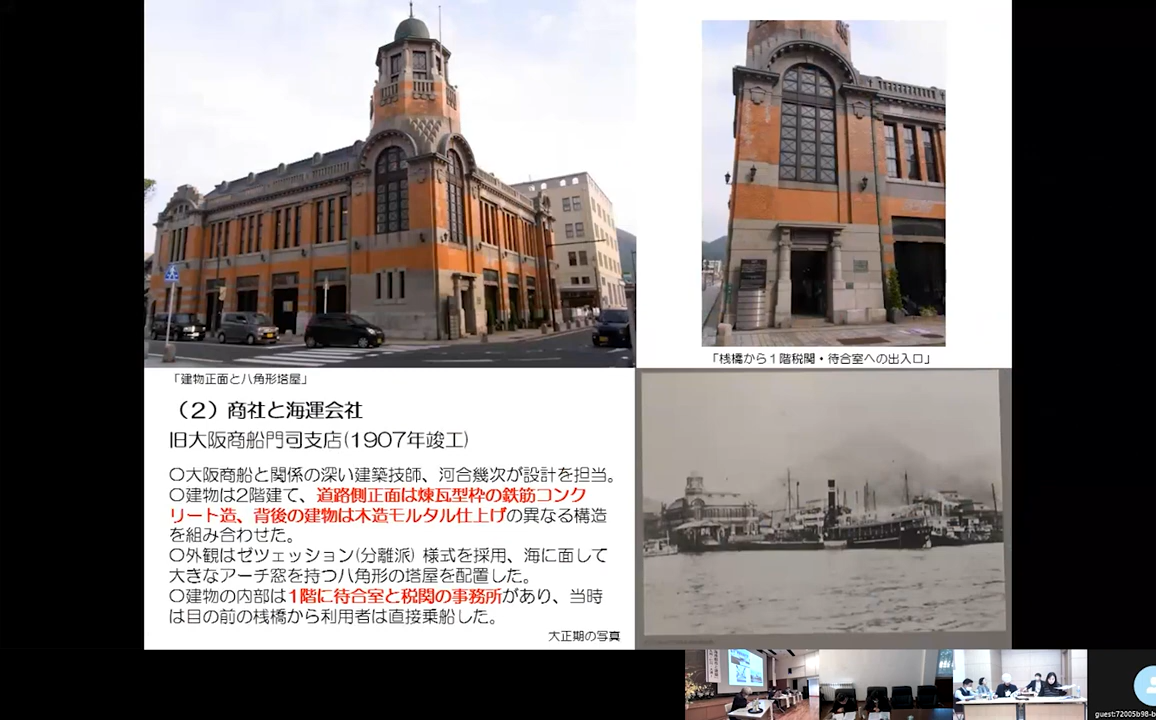 「建物正面と八角形塔屋」
「桟橋から1階税関・待合室への出入口」
（2）商社と海運会社
旧大阪商船門司支店(1907年竣工)
〇大阪商船と関係の深い建築技師、河合幾次が設計を担当。
〇建物は2階建て、道路側正面は煉瓦型枠の鉄筋コンク
リート造、背後の建物は木造モルタル仕上げの異なる構造
を組み合わせた。
〇外観はゼツェッション(分離派) 様式を採用、海に面して
大きなアーチ窓を持つ八角形の塔屋を配置した。
〇建物の内部は1階に待合室と税関の事務所があり、当時
は目の前の桟橋から利用者は直接乗船した。
大正期の写真
guest:72005b98-b